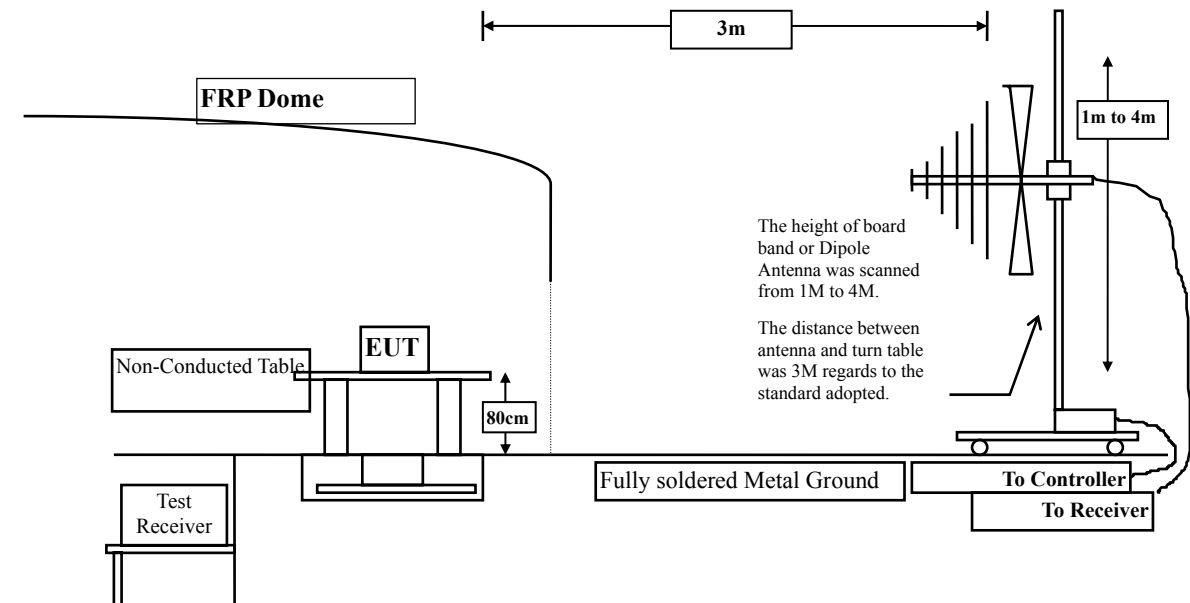 3m
FRP Dome
1m to 4m
The height of board
band or Dipole
Antenna was scanned
from 1M to 4M.
The distance between
antenna and turn table
was 3M regards to the
standard adopted.
EUT
Non-Conducted Table
80cm
Fully soldered Metal Ground
To Controller
To Receiver
Test
Receiver